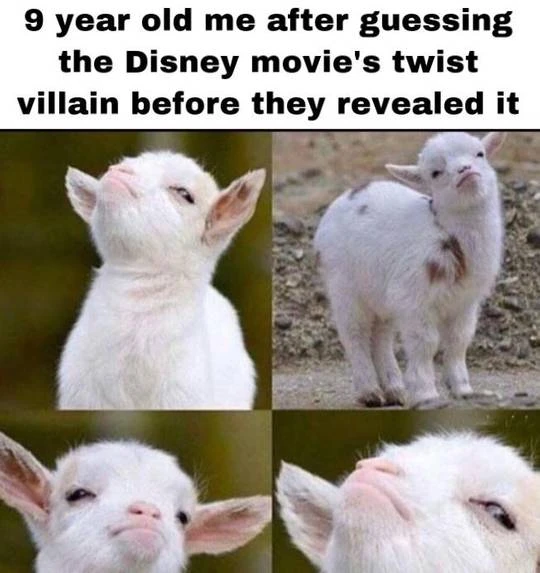 9 year old me after guessing
the Disney movie's twist
villain before they revealed it